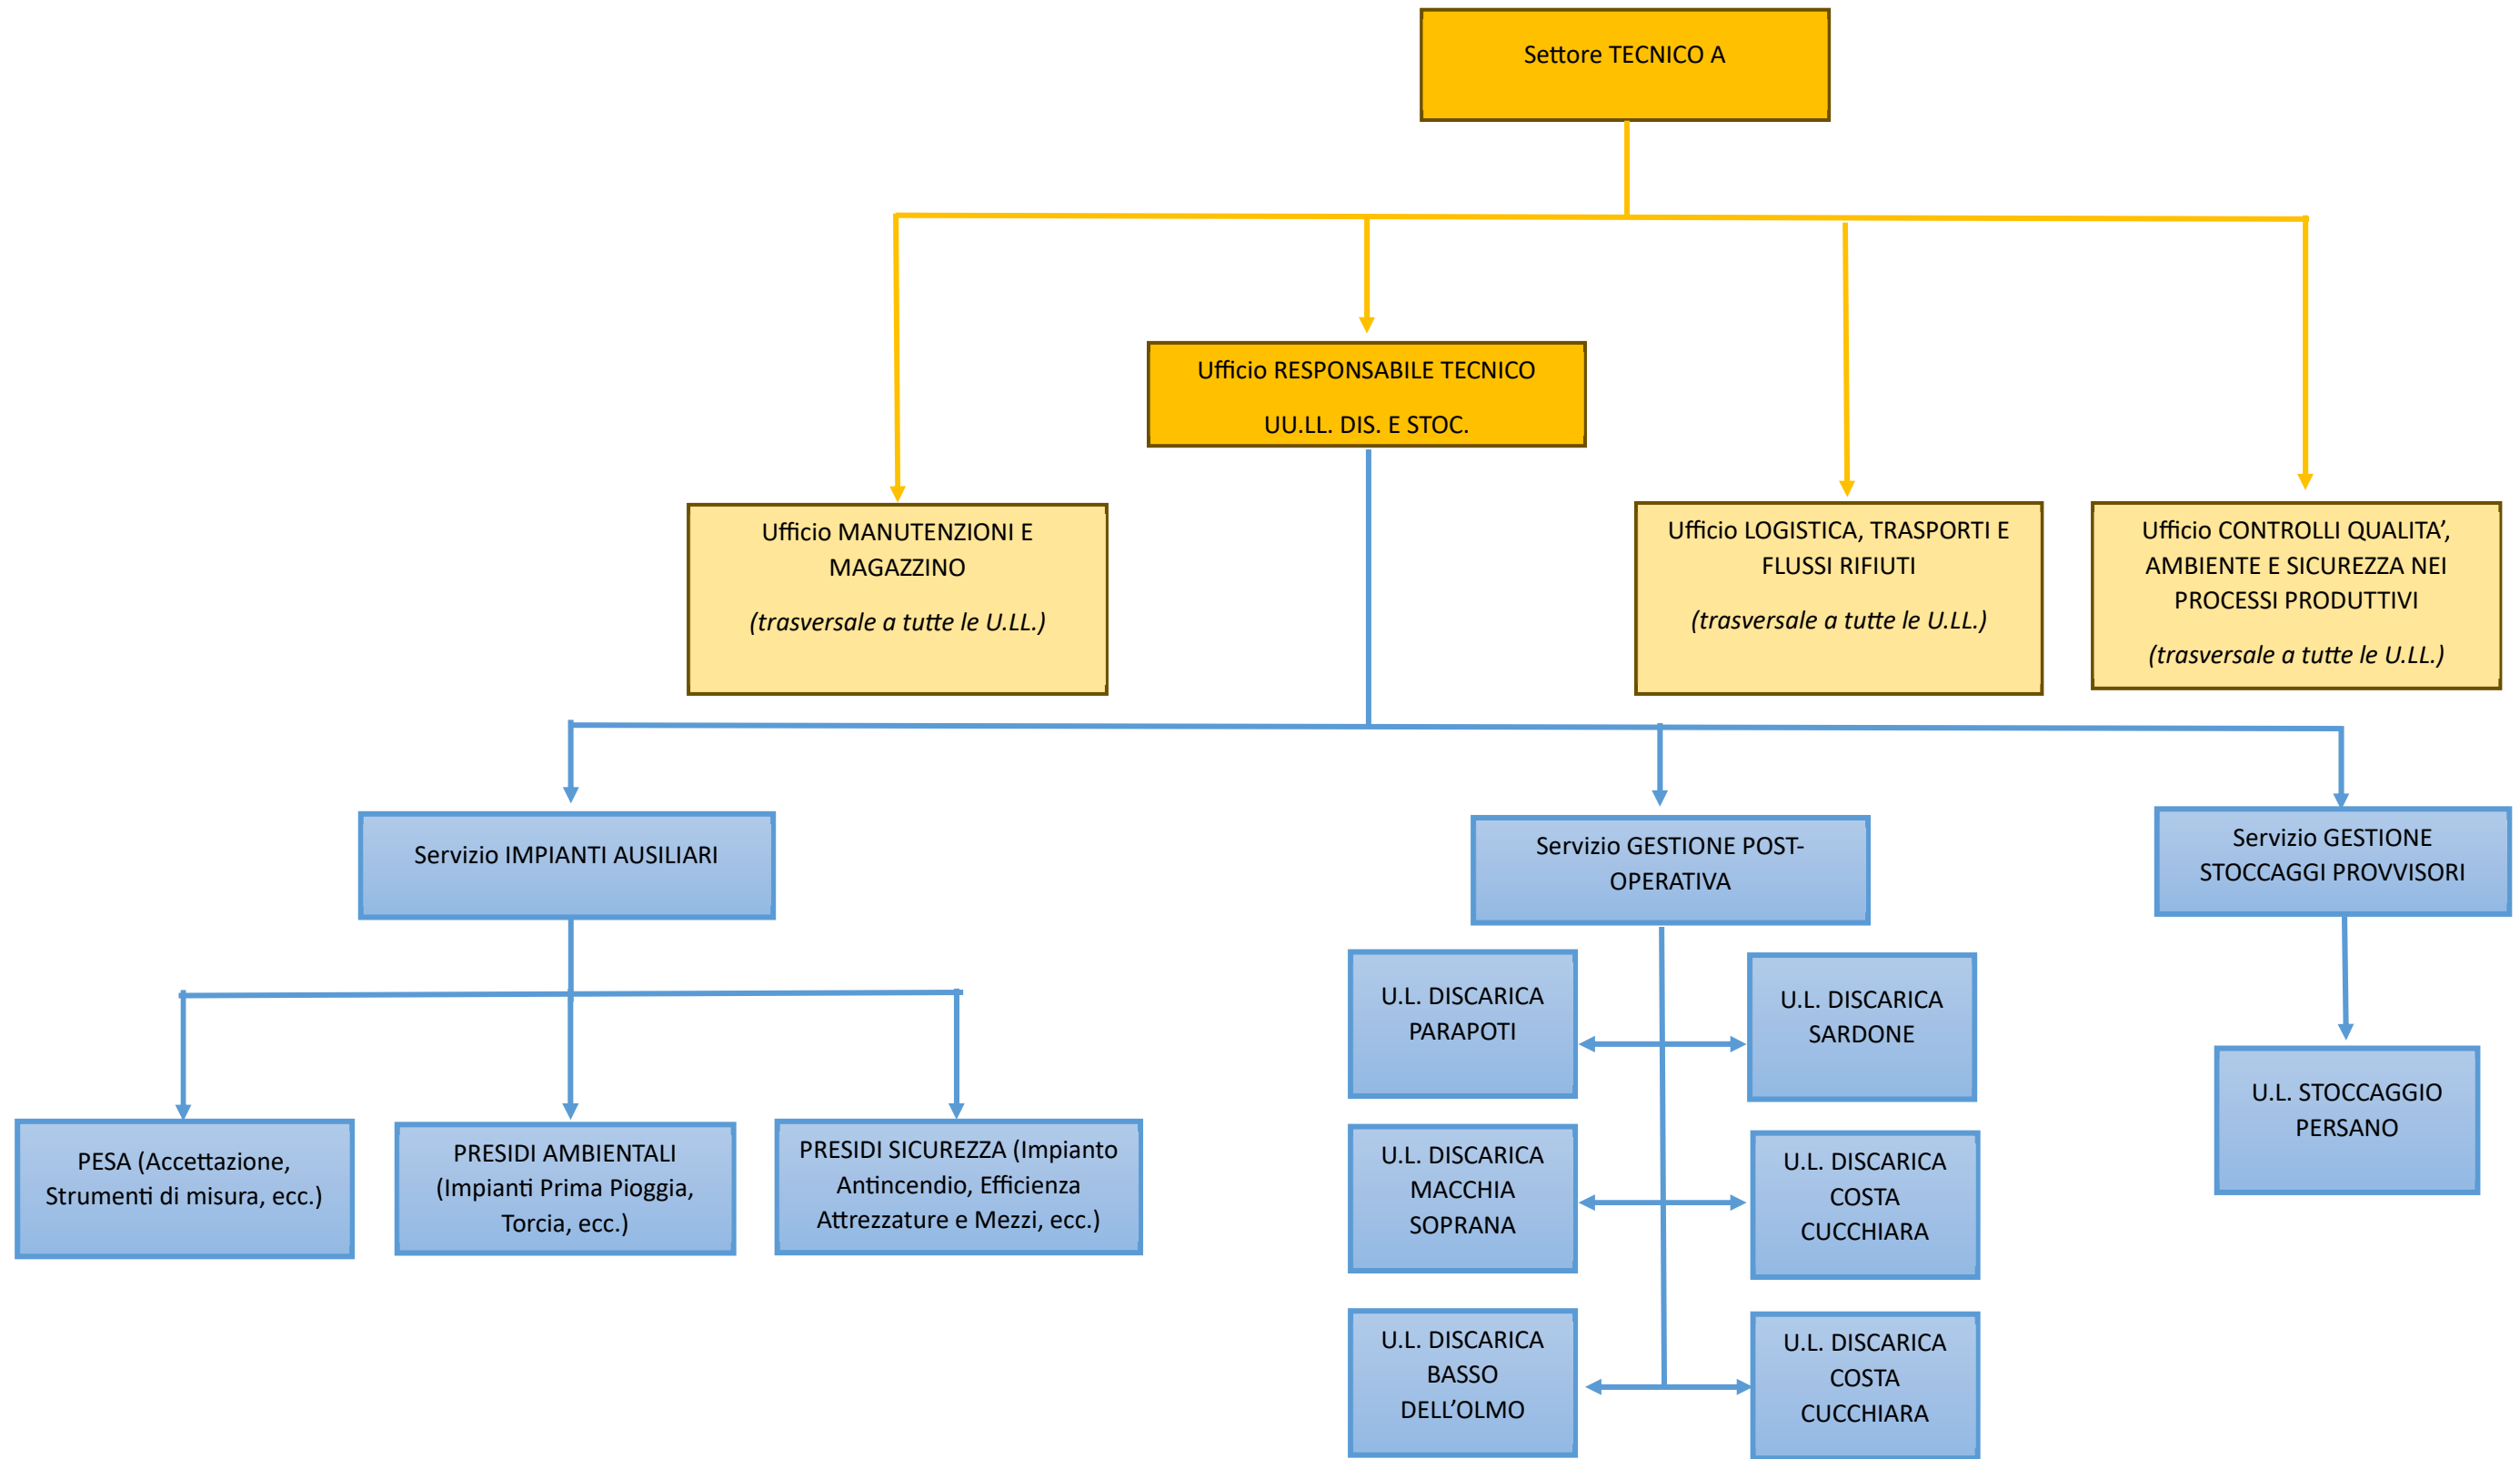 Settore TECNICO A
Ufficio RESPONSABILE TECNICO
UU.LL. DIS. E STOC.
Ufficio MANUTENZIONI E
MAGAZZINO
(trasversale a tutte le U.LL.)
Ufficio LOGISTICA, TRASPORTI E
FLUSSI RIFIUTI
(trasversale a tutte le U.LL.)
Ufficio CONTROLLI QUALITA’,
AMBIENTE E SICUREZZA NEI
PROCESSI PRODUTTIVI
(trasversale a tutte le U.LL.)
Servizio IMPIANTI AUSILIARI
Servizio GESTIONE POST-
OPERATIVA
Servizio GESTIONE
STOCCAGGI PROVVISORI
PESA (Accettazione,
Strumenti di misura, ecc.)
PRESIDI AMBIENTALI
(Impianti Prima Pioggia,
Torcia, ecc.)
PRESIDI SICUREZZA (Impianto
Antincendio, Efficienza
Attrezzature e Mezzi, ecc.)
U.L. DISCARICA
PARAPOTI
U.L. DISCARICA
SARDONE
U.L. DISCARICA
MACCHIA
SOPRANA
U.L. DISCARICA
COSTA
CUCCHIARA
U.L. DISCARICA
BASSO
DELL’OLMO
U.L. DISCARICA
COSTA
CUCCHIARA
U.L. STOCCAGGIO
PERSANO